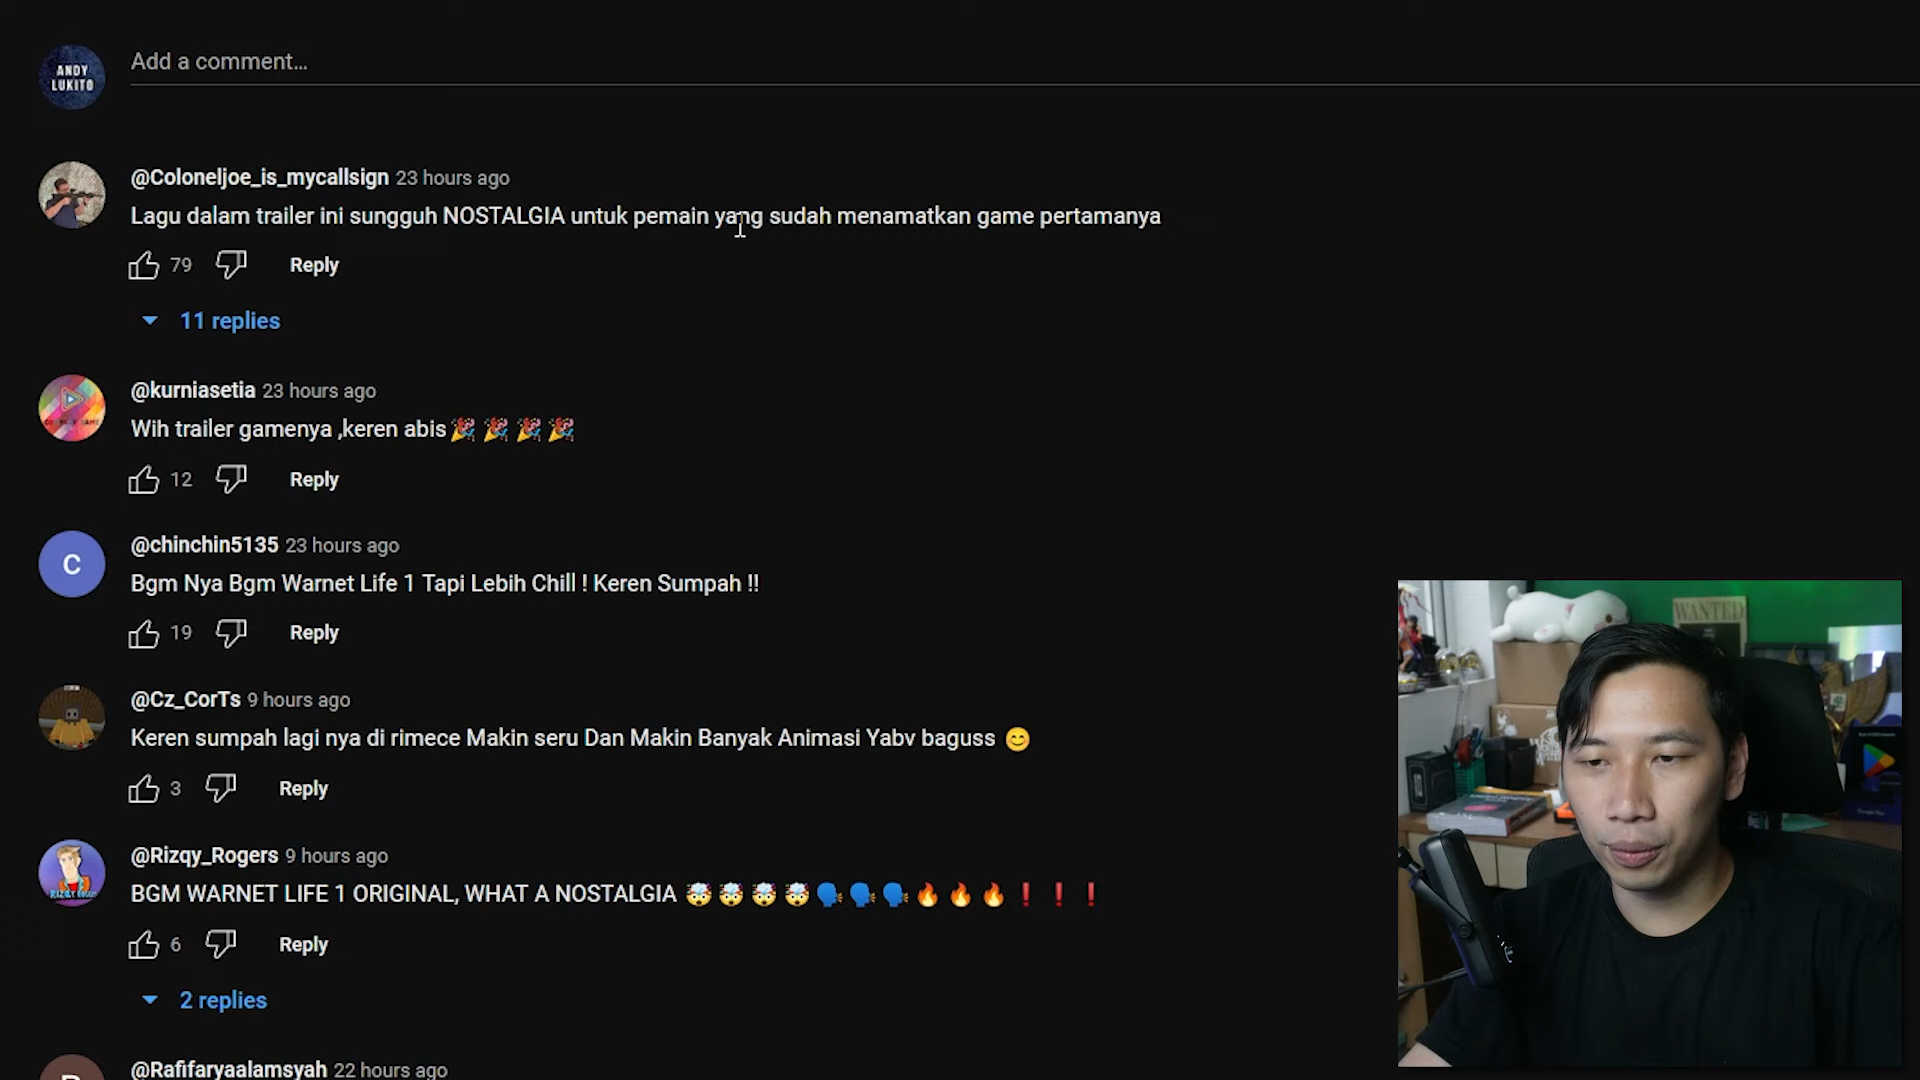 ANDY
LUKITO
Add a comment...
@Coloneljoe_is_mycallsign 23 hours ago
Lagu dalam trailer ini sungguh NOSTALGIA untuk pemain yang sudah menamatkan game pertamanya
79 Reply
11 replies
@kurniasetia 23 hours ago
Wih trailer gamenya ,keren abis🎉 🎉 🎉 🎉
12 Reply
C
@chinchin5135 23 hours ago
Bgm Nya Bgm Warnet Life 1 Tapi Lebih Chill ! Keren Sumpah !!
19 Reply
@Cz_CorTs 9 hours ago
Keren sumpah lagi nya di rimece Makin seru Dan Makin Banyak Animasi Yabv baguss 😊
3 Reply
@Rizqy_Rogers 9 hours ago
BGM WARNET LIFE 1 ORIGINAL, WHAT A NOSTALGIA 🤯 🤯 🤯 🤯 🗣️ 🗣️ 🗣️ 🔥 🔥 🔥 ❗ ❗ ❗
6 Reply
2 replies
@Rafifaryaalamsyah 22 hours ago
WANTED
Google Play